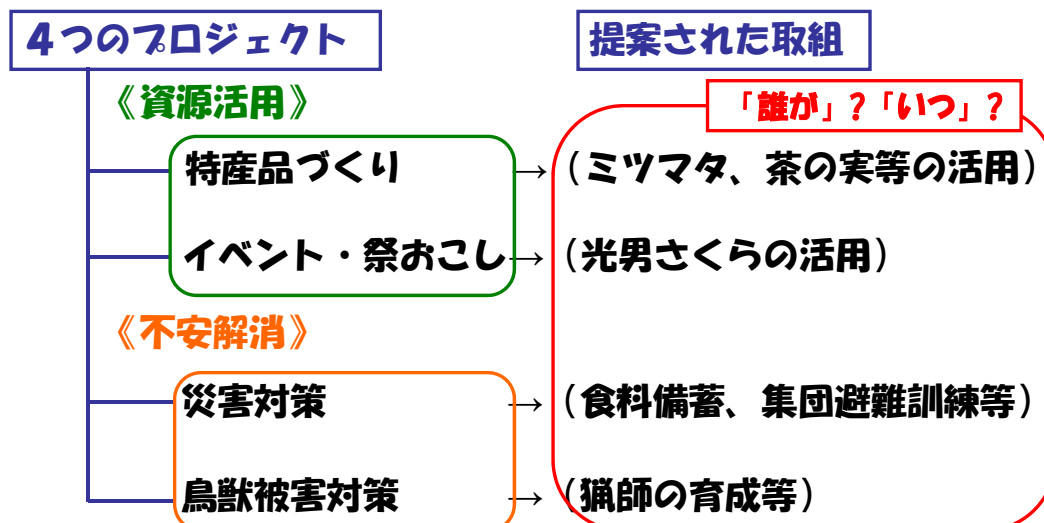 4つのプロジェクト
提案された取組
《資源活用》
「誰が」?「いつ」?
特産品づくり → (ミツマタ、茶の実等の活用)
イベント・祭おこし → (光男さくらの活用)
《不安解消》
災害対策 → (食料備蓄、集団避難訓練等)
鳥獣被害対策 → (猟師の育成等)